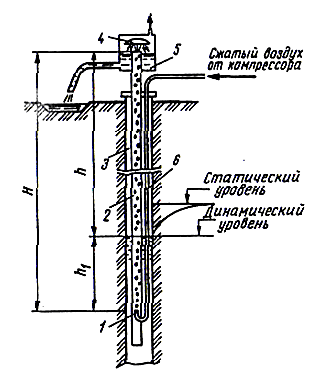 4
5
Сжатый воздух
от компрессора
3
h
6
H
Статический
уровень
2
Динамический
уровень
h₁
1